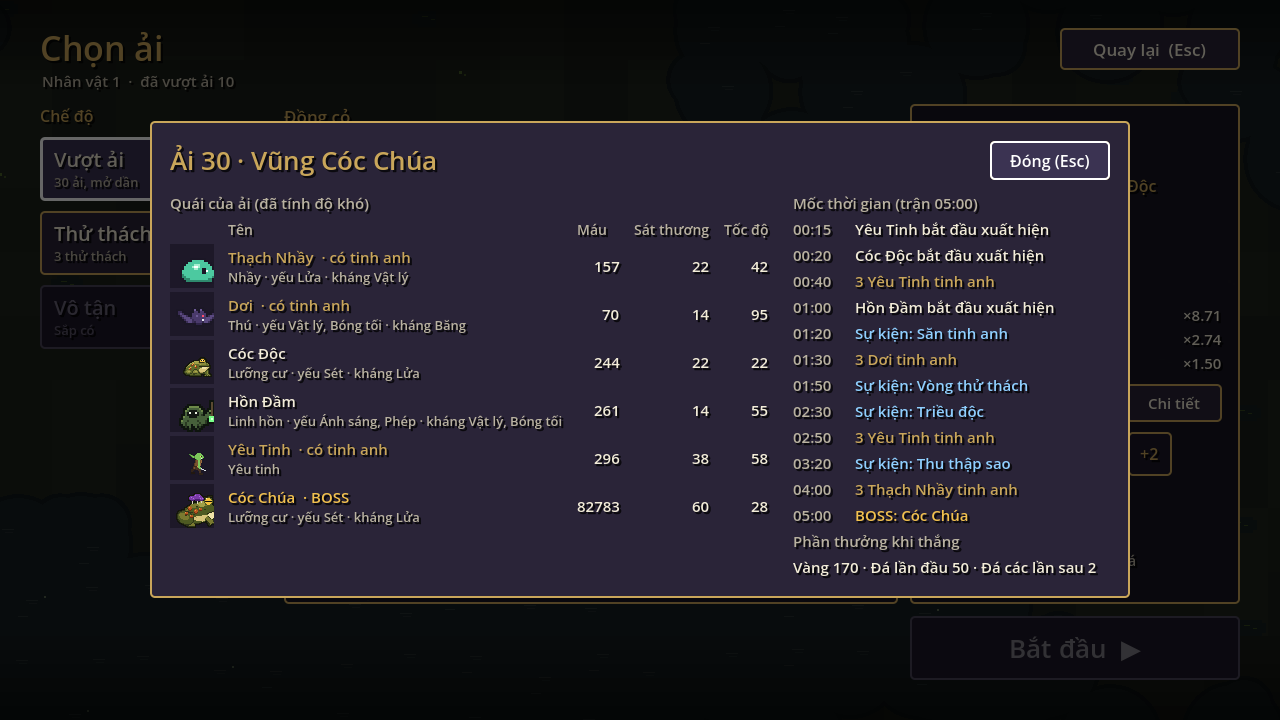 Chọn ải
Quay lại (Esc)
Nhân vật 1 · đã vượt ải 10
Chế độ
Đồng cỏ
Vượt ải
30 ải, mở dần
Thử thách
3 thử thách
Vô tận
Sắp có
Độc
×8.71
×2.74
×1.50
Chi tiết
+2
Bắt đầu ▶
Ải 30 · Vũng Cóc Chúa
Đóng (Esc)
Quái của ải (đã tính độ khó)
Tên Máu Sát thương Tốc độ
Thạch Nhầy · có tinh anh 157 22 42
Nhầy · yếu Lửa · kháng Vật lý
Dơi · có tinh anh 70 14 95
Thú · yếu Vật lý, Bóng tối · kháng Băng
Cóc Độc 244 22 22
Lưỡng cư · yếu Sét · kháng Lửa
Hồn Đầm 261 14 55
Linh hồn · yếu Ánh sáng, Phép · kháng Vật lý, Bóng tối
Yêu Tinh · có tinh anh 296 38 58
Yêu tinh
Cóc Chúa · BOSS 82783 60 28
Lưỡng cư · yếu Sét · kháng Lửa
Mốc thời gian (trận 05:00)
00:15 Yêu Tinh bắt đầu xuất hiện
00:20 Cóc Độc bắt đầu xuất hiện
00:40 3 Yêu Tinh tinh anh
01:00 Hồn Đầm bắt đầu xuất hiện
01:20 Sự kiện: Săn tinh anh
01:30 3 Dơi tinh anh
01:50 Sự kiện: Vòng thử thách
02:30 Sự kiện: Triều độc
02:50 3 Yêu Tinh tinh anh
03:20 Sự kiện: Thu thập sao
04:00 3 Thạch Nhầy tinh anh
05:00 BOSS: Cóc Chúa
Phần thưởng khi thắng
Vàng 170 · Đá lần đầu 50 · Đá các lần sau 2